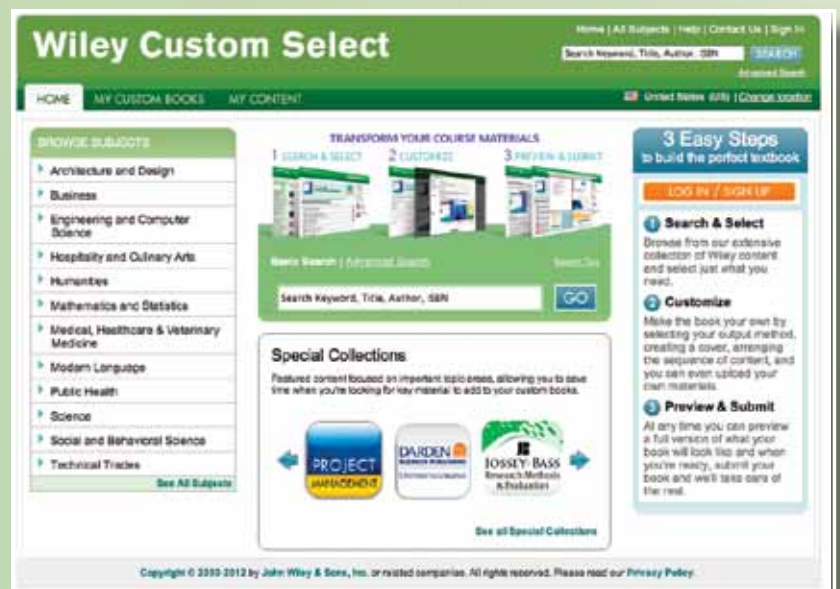 Wiley Custom Select
Home | All Subjects | Help | Contact Us | Sign In
Search Keyword, Title, Author, ISBN SEARCH
Advanced Search
HOME MY CUSTOM BOOKS MY CONTENT
United States (US) | Change location
BROWSE SUBJECTS
Architecture and Design
Business
Engineering and Computer
Science
Hospitality and Culinary Arts
Humanities
Mathematics and Statistics
Medical, Healthcare & Veterinary
Medicine
Modern Language
Public Health
Science
Social and Behavioral Science
Technical Trades
See All Subjects
TRANSFORM YOUR COURSE MATERIALS
1 SEARCH & SELECT 2 CUSTOMIZE 3 PREVIEW & SUBMIT
Basic Search | Advanced Search
Search Tips
Search Keyword, Title, Author, ISBN GO
Special Collections
Featured content focused on important topic areas, allowing you to save
time when you're looking for key material to add to your custom books.
PROJECT
MANAGEMENT
DARDEN
BUSINESS PUBLISHING
JOSSEY-BASS
Research Methods
& Evaluation
See all Special Collections
3 Easy Steps
to build the perfect textbook
LOG IN / SIGN UP
1 Search & Select
Browse from our extensive
collection of Wiley content
and select just what you
need.
2 Customize
Make the book your own by
selecting your output method,
creating a cover, arranging
the sequence of content, and
you can even upload your
own materials.
3 Preview & Submit
At any time you can preview
a full version of what your
book will look like and when
you're ready, submit your
book and we'll take care of
the rest.
Copyright © 2000-2012 by John Wiley & Sons, Inc. or related companies. All rights reserved. Please read our Privacy Policy.